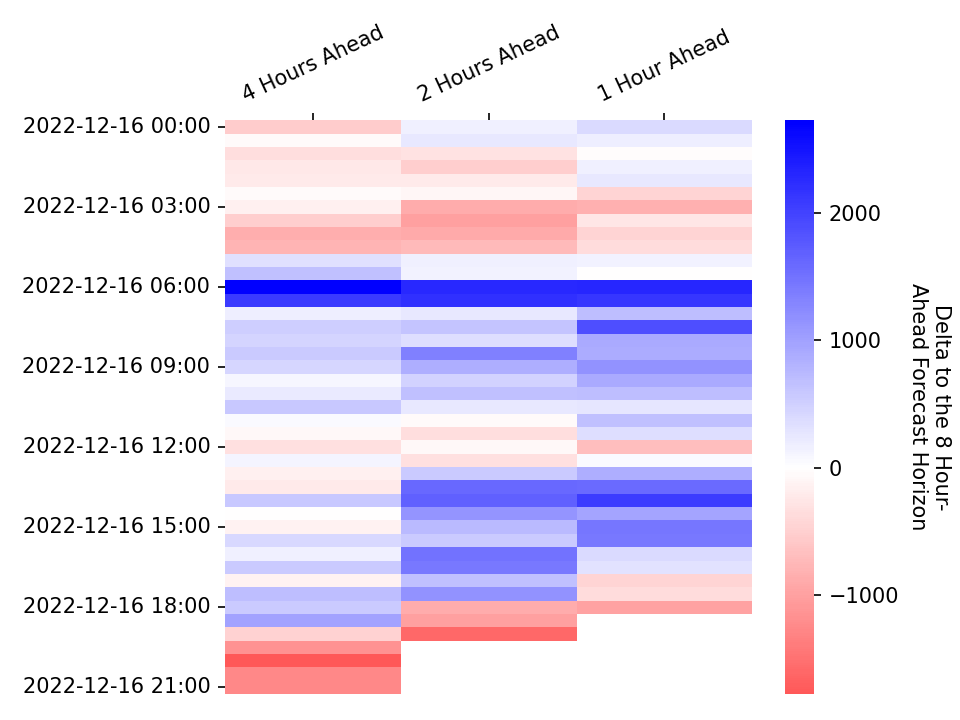 4 Hours Ahead
2 Hours Ahead
1 Hour Ahead
2022-12-16 00:00
2022-12-16 03:00
2022-12-16 06:00
2022-12-16 09:00
2022-12-16 12:00
2022-12-16 15:00
2022-12-16 18:00
2022-12-16 21:00
2000
1000
0
−1000
Delta to the 8 Hour-
Ahead Forecast Horizon